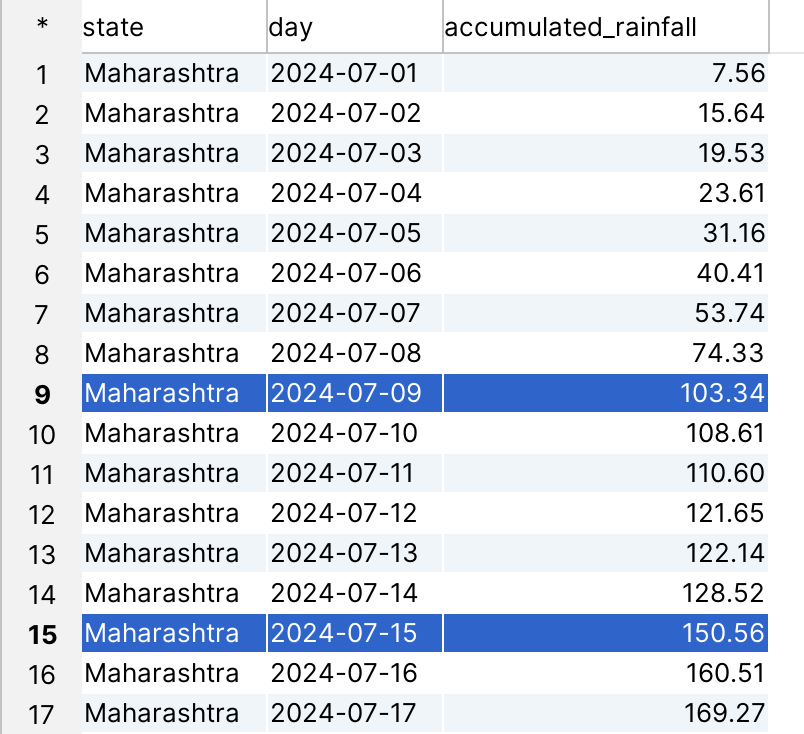 * state day accumulated_rainfall
1 Maharashtra 2024-07-01 7.56
2 Maharashtra 2024-07-02 15.64
3 Maharashtra 2024-07-03 19.53
4 Maharashtra 2024-07-04 23.61
5 Maharashtra 2024-07-05 31.16
6 Maharashtra 2024-07-06 40.41
7 Maharashtra 2024-07-07 53.74
8 Maharashtra 2024-07-08 74.33
9 Maharashtra 2024-07-09 103.34
10 Maharashtra 2024-07-10 108.61
11 Maharashtra 2024-07-11 110.60
12 Maharashtra 2024-07-12 121.65
13 Maharashtra 2024-07-13 122.14
14 Maharashtra 2024-07-14 128.52
15 Maharashtra 2024-07-15 150.56
16 Maharashtra 2024-07-16 160.51
17 Maharashtra 2024-07-17 169.27